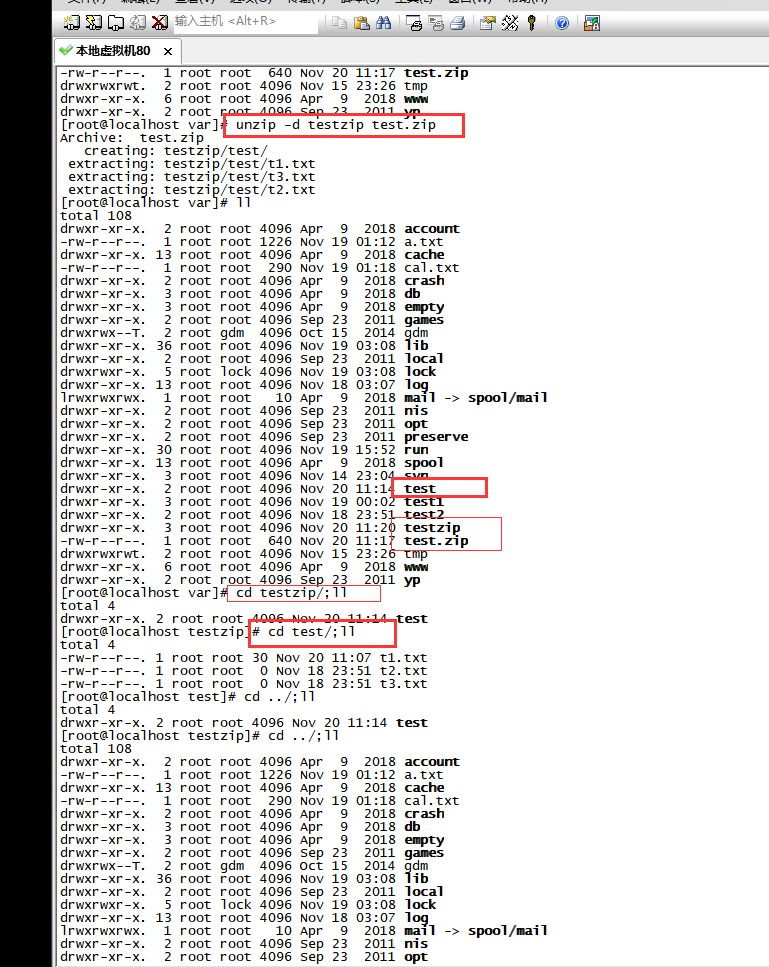 文件(F) 编辑(E) 查看(V) 选项(O) 传输(T) 脚本(S) 工具(L) 窗口(W) 帮助(H)
输入主机 <Alt+R>
本地虚拟机80 ×
-rw-r--r--. 1 root root 640 Nov 20 11:17 test.zip
drwxrwxrwt. 2 root root 4096 Nov 15 23:26 tmp
drwxr-xr-x. 6 root root 4096 Apr 9 2018 www
drwxr-xr-x. 2 root root 4096 Sep 23 2011 yp
[root@localhost var]# unzip -d testzip test.zip
Archive: test.zip
creating: testzip/test/
extracting: testzip/test/t1.txt
extracting: testzip/test/t3.txt
extracting: testzip/test/t2.txt
[root@localhost var]# ll
total 108
drwxr-xr-x. 2 root root 4096 Apr 9 2018 account
-rw-r--r--. 1 root root 1226 Nov 19 01:12 a.txt
drwxr-xr-x. 13 root root 4096 Apr 9 2018 cache
-rw-r--r--. 1 root root 290 Nov 19 01:18 cal.txt
drwxr-xr-x. 2 root root 4096 Apr 9 2018 crash
drwxr-xr-x. 3 root root 4096 Apr 9 2018 db
drwxr-xr-x. 3 root root 4096 Apr 9 2018 empty
drwxr-xr-x. 2 root root 4096 Sep 23 2011 games
drwxrwx--T. 2 root gdm 4096 Oct 15 2014 gdm
drwxr-xr-x. 36 root root 4096 Nov 19 03:08 lib
drwxr-xr-x. 2 root root 4096 Sep 23 2011 local
drwxrwxr-x. 5 root lock 4096 Nov 19 03:08 lock
drwxr-xr-x. 13 root root 4096 Nov 18 03:07 log
lrwxrwxrwx. 1 root root 10 Apr 9 2018 mail -> spool/mail
drwxr-xr-x. 2 root root 4096 Sep 23 2011 nis
drwxr-xr-x. 2 root root 4096 Sep 23 2011 opt
drwxr-xr-x. 2 root root 4096 Sep 23 2011 preserve
drwxr-xr-x. 30 root root 4096 Nov 19 15:52 run
drwxr-xr-x. 13 root root 4096 Apr 9 2018 spool
drwxr-xr-x. 3 root root 4096 Nov 14 23:04 svn
drwxr-xr-x. 2 root root 4096 Nov 20 11:14 test
drwxr-xr-x. 3 root root 4096 Nov 19 00:02 test1
drwxr-xr-x. 2 root root 4096 Nov 18 23:51 test2
drwxr-xr-x. 3 root root 4096 Nov 20 11:20 testzip
-rw-r--r--. 1 root root 640 Nov 20 11:17 test.zip
drwxrwxrwt. 2 root root 4096 Nov 15 23:26 tmp
drwxr-xr-x. 6 root root 4096 Apr 9 2018 www
drwxr-xr-x. 2 root root 4096 Sep 23 2011 yp
[root@localhost var]# cd testzip/;ll
total 4
drwxr-xr-x. 2 root root 4096 Nov 20 11:14 test
[root@localhost testzip]# cd test/;ll
total 4
-rw-r--r--. 1 root root 30 Nov 20 11:07 t1.txt
-rw-r--r--. 1 root root 0 Nov 18 23:51 t2.txt
-rw-r--r--. 1 root root 0 Nov 18 23:51 t3.txt
[root@localhost test]# cd ../;ll
total 4
drwxr-xr-x. 2 root root 4096 Nov 20 11:14 test
[root@localhost testzip]# cd ../;ll
total 108
drwxr-xr-x. 2 root root 4096 Apr 9 2018 account
-rw-r--r--. 1 root root 1226 Nov 19 01:12 a.txt
drwxr-xr-x. 13 root root 4096 Apr 9 2018 cache
-rw-r--r--. 1 root root 290 Nov 19 01:18 cal.txt
drwxr-xr-x. 2 root root 4096 Apr 9 2018 crash
drwxr-xr-x. 3 root root 4096 Apr 9 2018 db
drwxr-xr-x. 3 root root 4096 Apr 9 2018 empty
drwxr-xr-x. 2 root root 4096 Sep 23 2011 games
drwxrwx--T. 2 root gdm 4096 Oct 15 2014 gdm
drwxr-xr-x. 36 root root 4096 Nov 19 03:08 lib
drwxr-xr-x. 2 root root 4096 Sep 23 2011 local
drwxrwxr-x. 5 root lock 4096 Nov 19 03:08 lock
drwxr-xr-x. 13 root root 4096 Nov 18 03:07 log
lrwxrwxrwx. 1 root root 10 Apr 9 2018 mail -> spool/mail
drwxr-xr-x. 2 root root 4096 Sep 23 2011 nis
drwxr-xr-x. 2 root root 4096 Sep 23 2011 opt